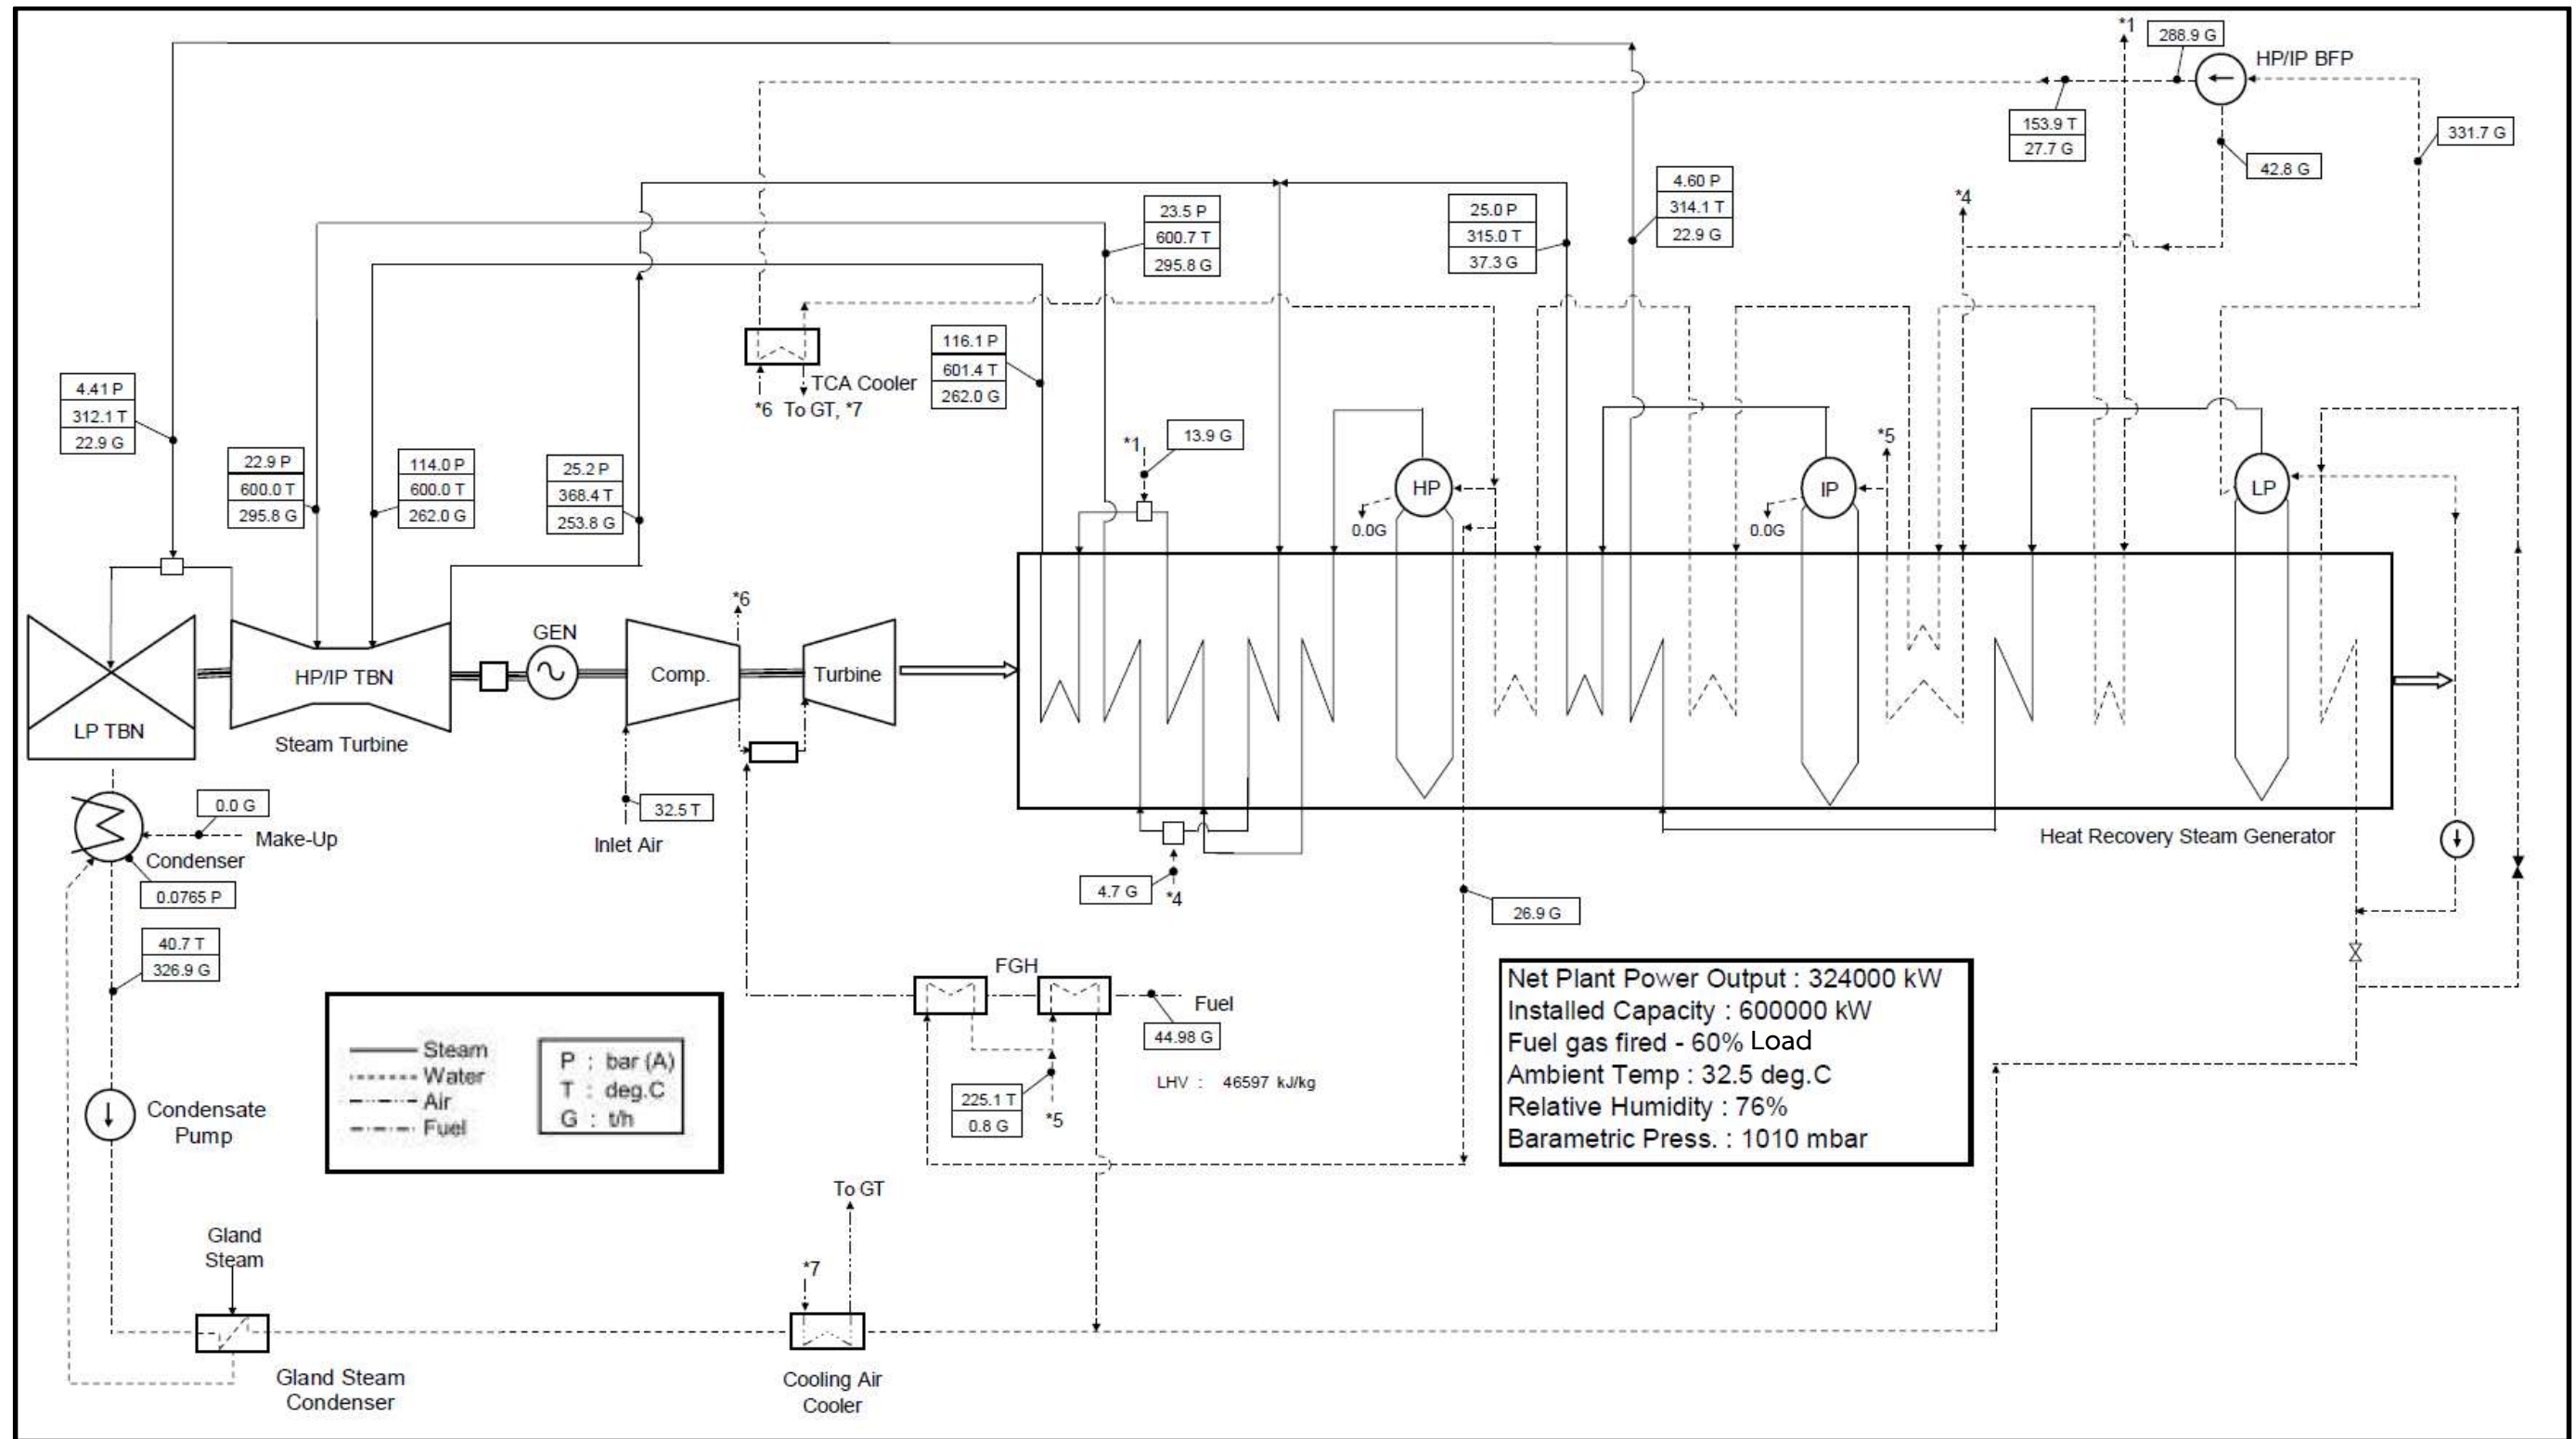 *1
288.9 G
HP/IP BFP
153.9 T
27.7 G
331.7 G
42.8 G
*4
4.60 P
314.1 T
22.9 G
23.5 P
600.7 T
295.8 G
25.0 P
315.0 T
37.3 G
116.1 P
601.4 T
262.0 G
TCA Cooler
*6 To GT, *7
4.41 P
312.1 T
22.9 G
22.9 P
600.0 T
295.8 G
114.0 P
600.0 T
262.0 G
25.2 P
368.4 T
253.8 G
*1
13.9 G
*5
HP
0.0G
IP
0.0G
LP
*6
GEN
HP/IP TBN
Comp.
Turbine
LP TBN
Steam Turbine
0.0 G
Make-Up
Condenser
0.0765 P
32.5 T
Inlet Air
Heat Recovery Steam Generator
4.7 G
*4
26.9 G
40.7 T
326.9 G
FGH
Fuel
44.98 G
LHV : 46597 kJ/kg
225.1 T
0.8 G
*5
Net Plant Power Output : 324000 kW
Installed Capacity : 600000 kW
Fuel gas fired - 60% Load
Ambient Temp : 32.5 deg.C
Relative Humidity : 76%
Barametric Press. : 1010 mbar
Steam
Water
Air
Fuel
P : bar (A)
T : deg.C
G : t/h
Condensate
Pump
To GT
Gland
Steam
*7
Gland Steam
Condenser
Cooling Air
Cooler